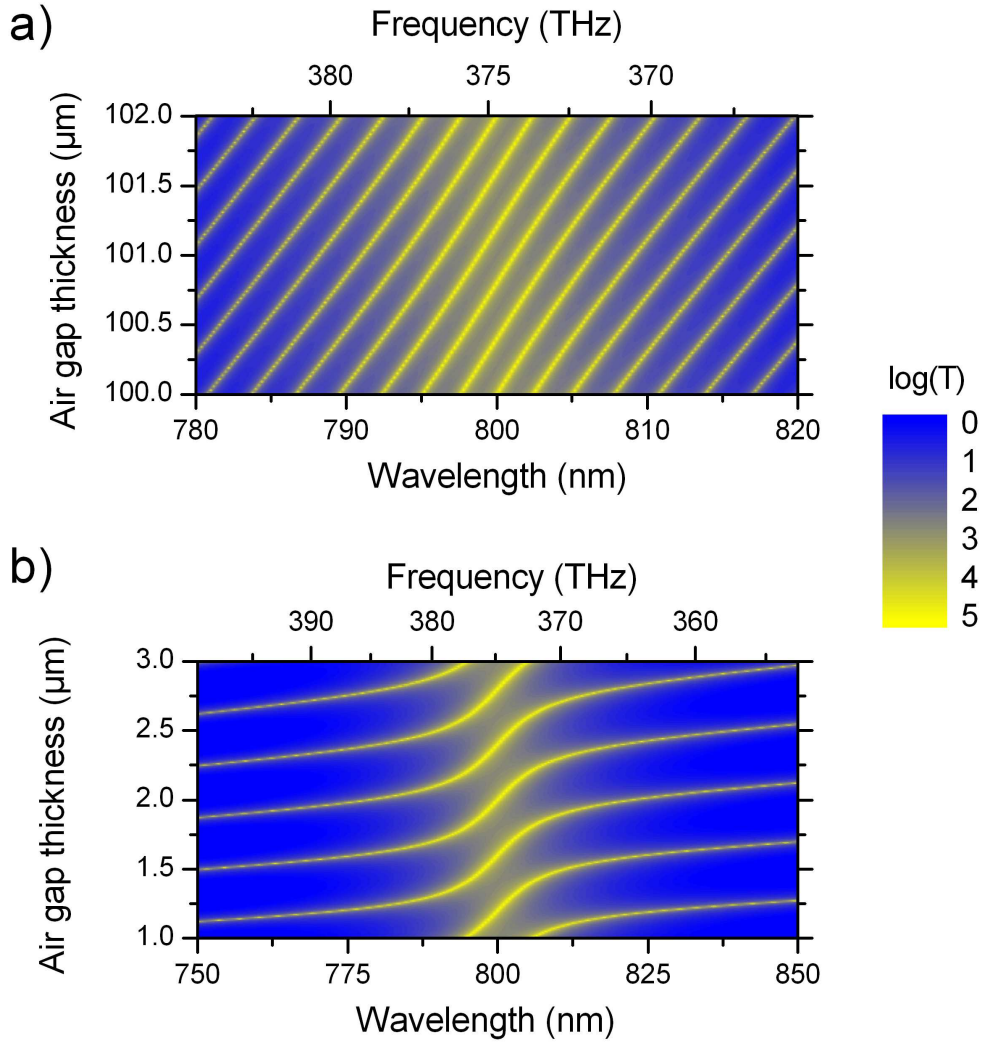 a)
Frequency (THz)
380 375 370
102.0
101.5
101.0
100.5
100.0
Air gap thickness (µm)
780 790 800 810 820
Wavelength (nm)
log(T)
0
1
2
3
4
5
b)
Frequency (THz)
390 380 370 360
3.0
2.5
2.0
1.5
1.0
Air gap thickness (µm)
750 775 800 825 850
Wavelength (nm)